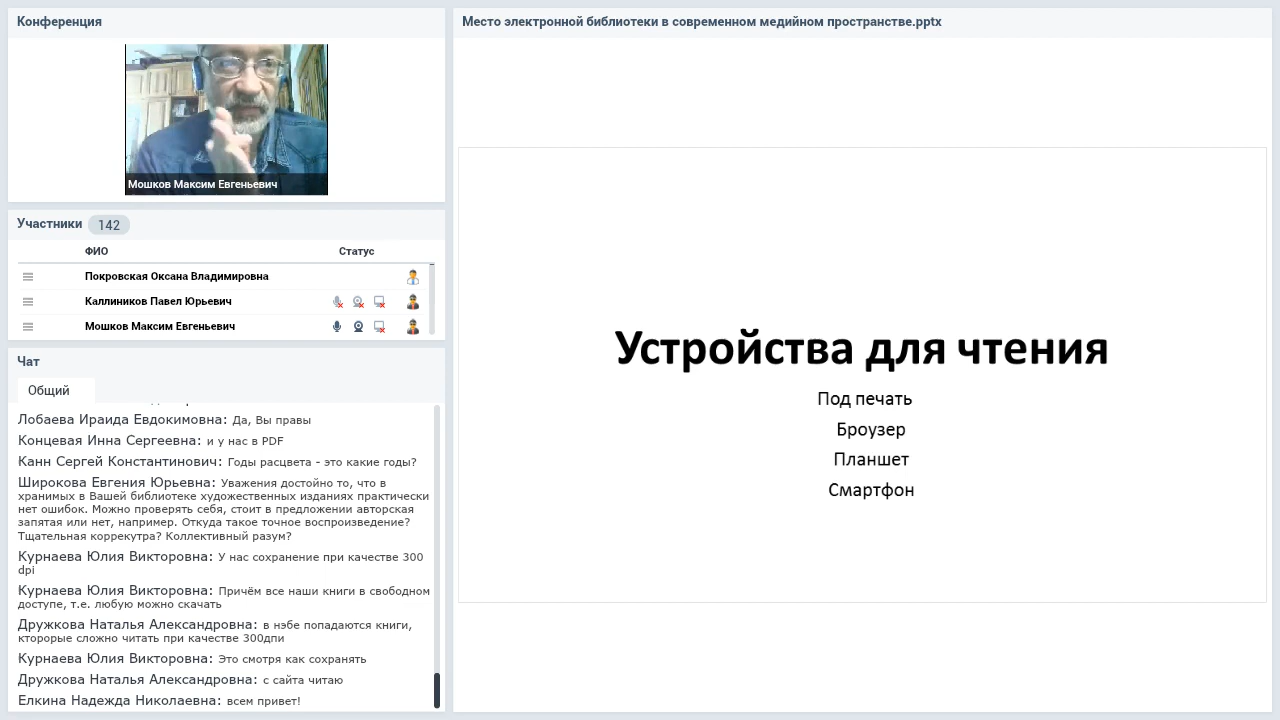 Конференция
Мошков Максим Евгеньевич
Участники 142
ФИО Статус
Покровская Оксана Владимировна
Каллиников Павел Юрьевич
Мошков Максим Евгеньевич
Чат
Общий
Лобаева Ираида Евдокимовна: Да, Вы правы
Концевая Инна Сергеевна: и у нас в PDF
Канн Сергей Константинович: Годы расцвета - это какие годы?
Широкова Евгения Юрьевна: Уважения достойно то, что в
хранимых в Вашей библиотеке художественных изданиях практически
нет ошибок. Можно проверять себя, стоит в предложении авторская
запятая или нет, например. Откуда такое точное воспроизведение?
Тщательная коррекутра? Коллективный разум?
Курнаева Юлия Викторовна: У нас сохранение при качестве 300
dpi
Курнаева Юлия Викторовна: Причём все наши книги в свободном
доступе, т.е. любую можно скачать
Дружкова Наталья Александровна: в нэбе попадаются книги,
кторорые сложно читать при качестве 300дпи
Курнаева Юлия Викторовна: Это смотря как сохранять
Дружкова Наталья Александровна: с сайта читаю
Елкина Надежда Николаевна: всем привет!
Место электронной библиотеки в современном медийном пространстве.pptx
Устройства для чтения
Под печать
Броузер
Планшет
Смартфон